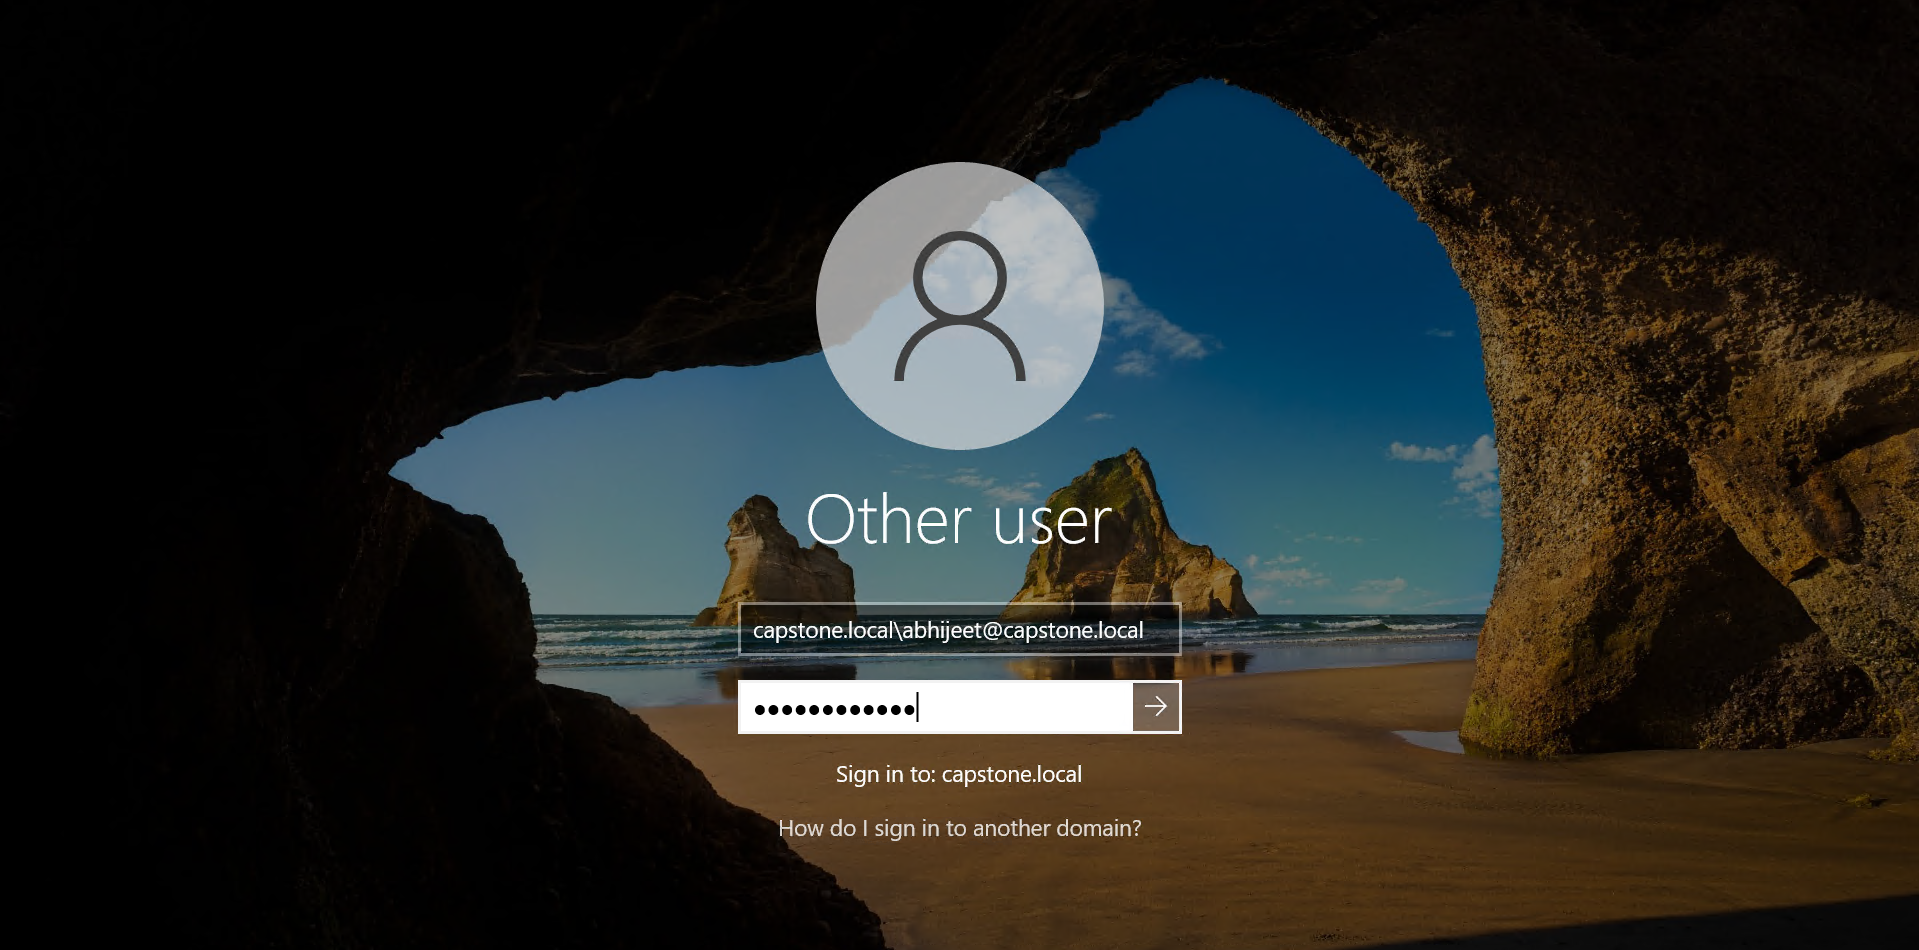 Other user
capstone.local\abhijeet@capstone.local
••••••••••••
Sign in to: capstone.local
How do I sign in to another domain?